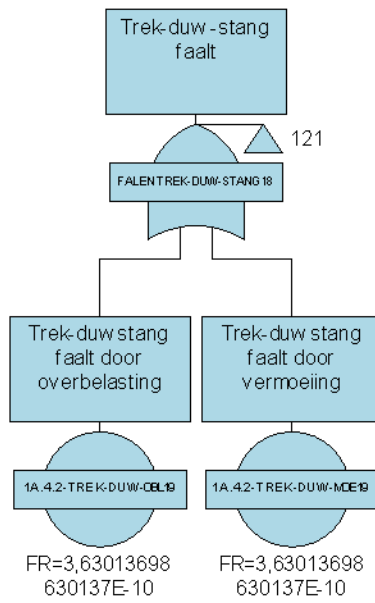 Trek-duw-stang
faalt
121
FALENTREK-DUW-STANG18
Trek-duw stang
faalt door
overbelasting
Trek-duw stang
faalt door
vermoeiing
1A.4.2-TREK-DUW-OBL19
1A.4.2-TREK-DUW-MOE19
FR=3,63013698
630137E-10
FR=3,63013698
630137E-10